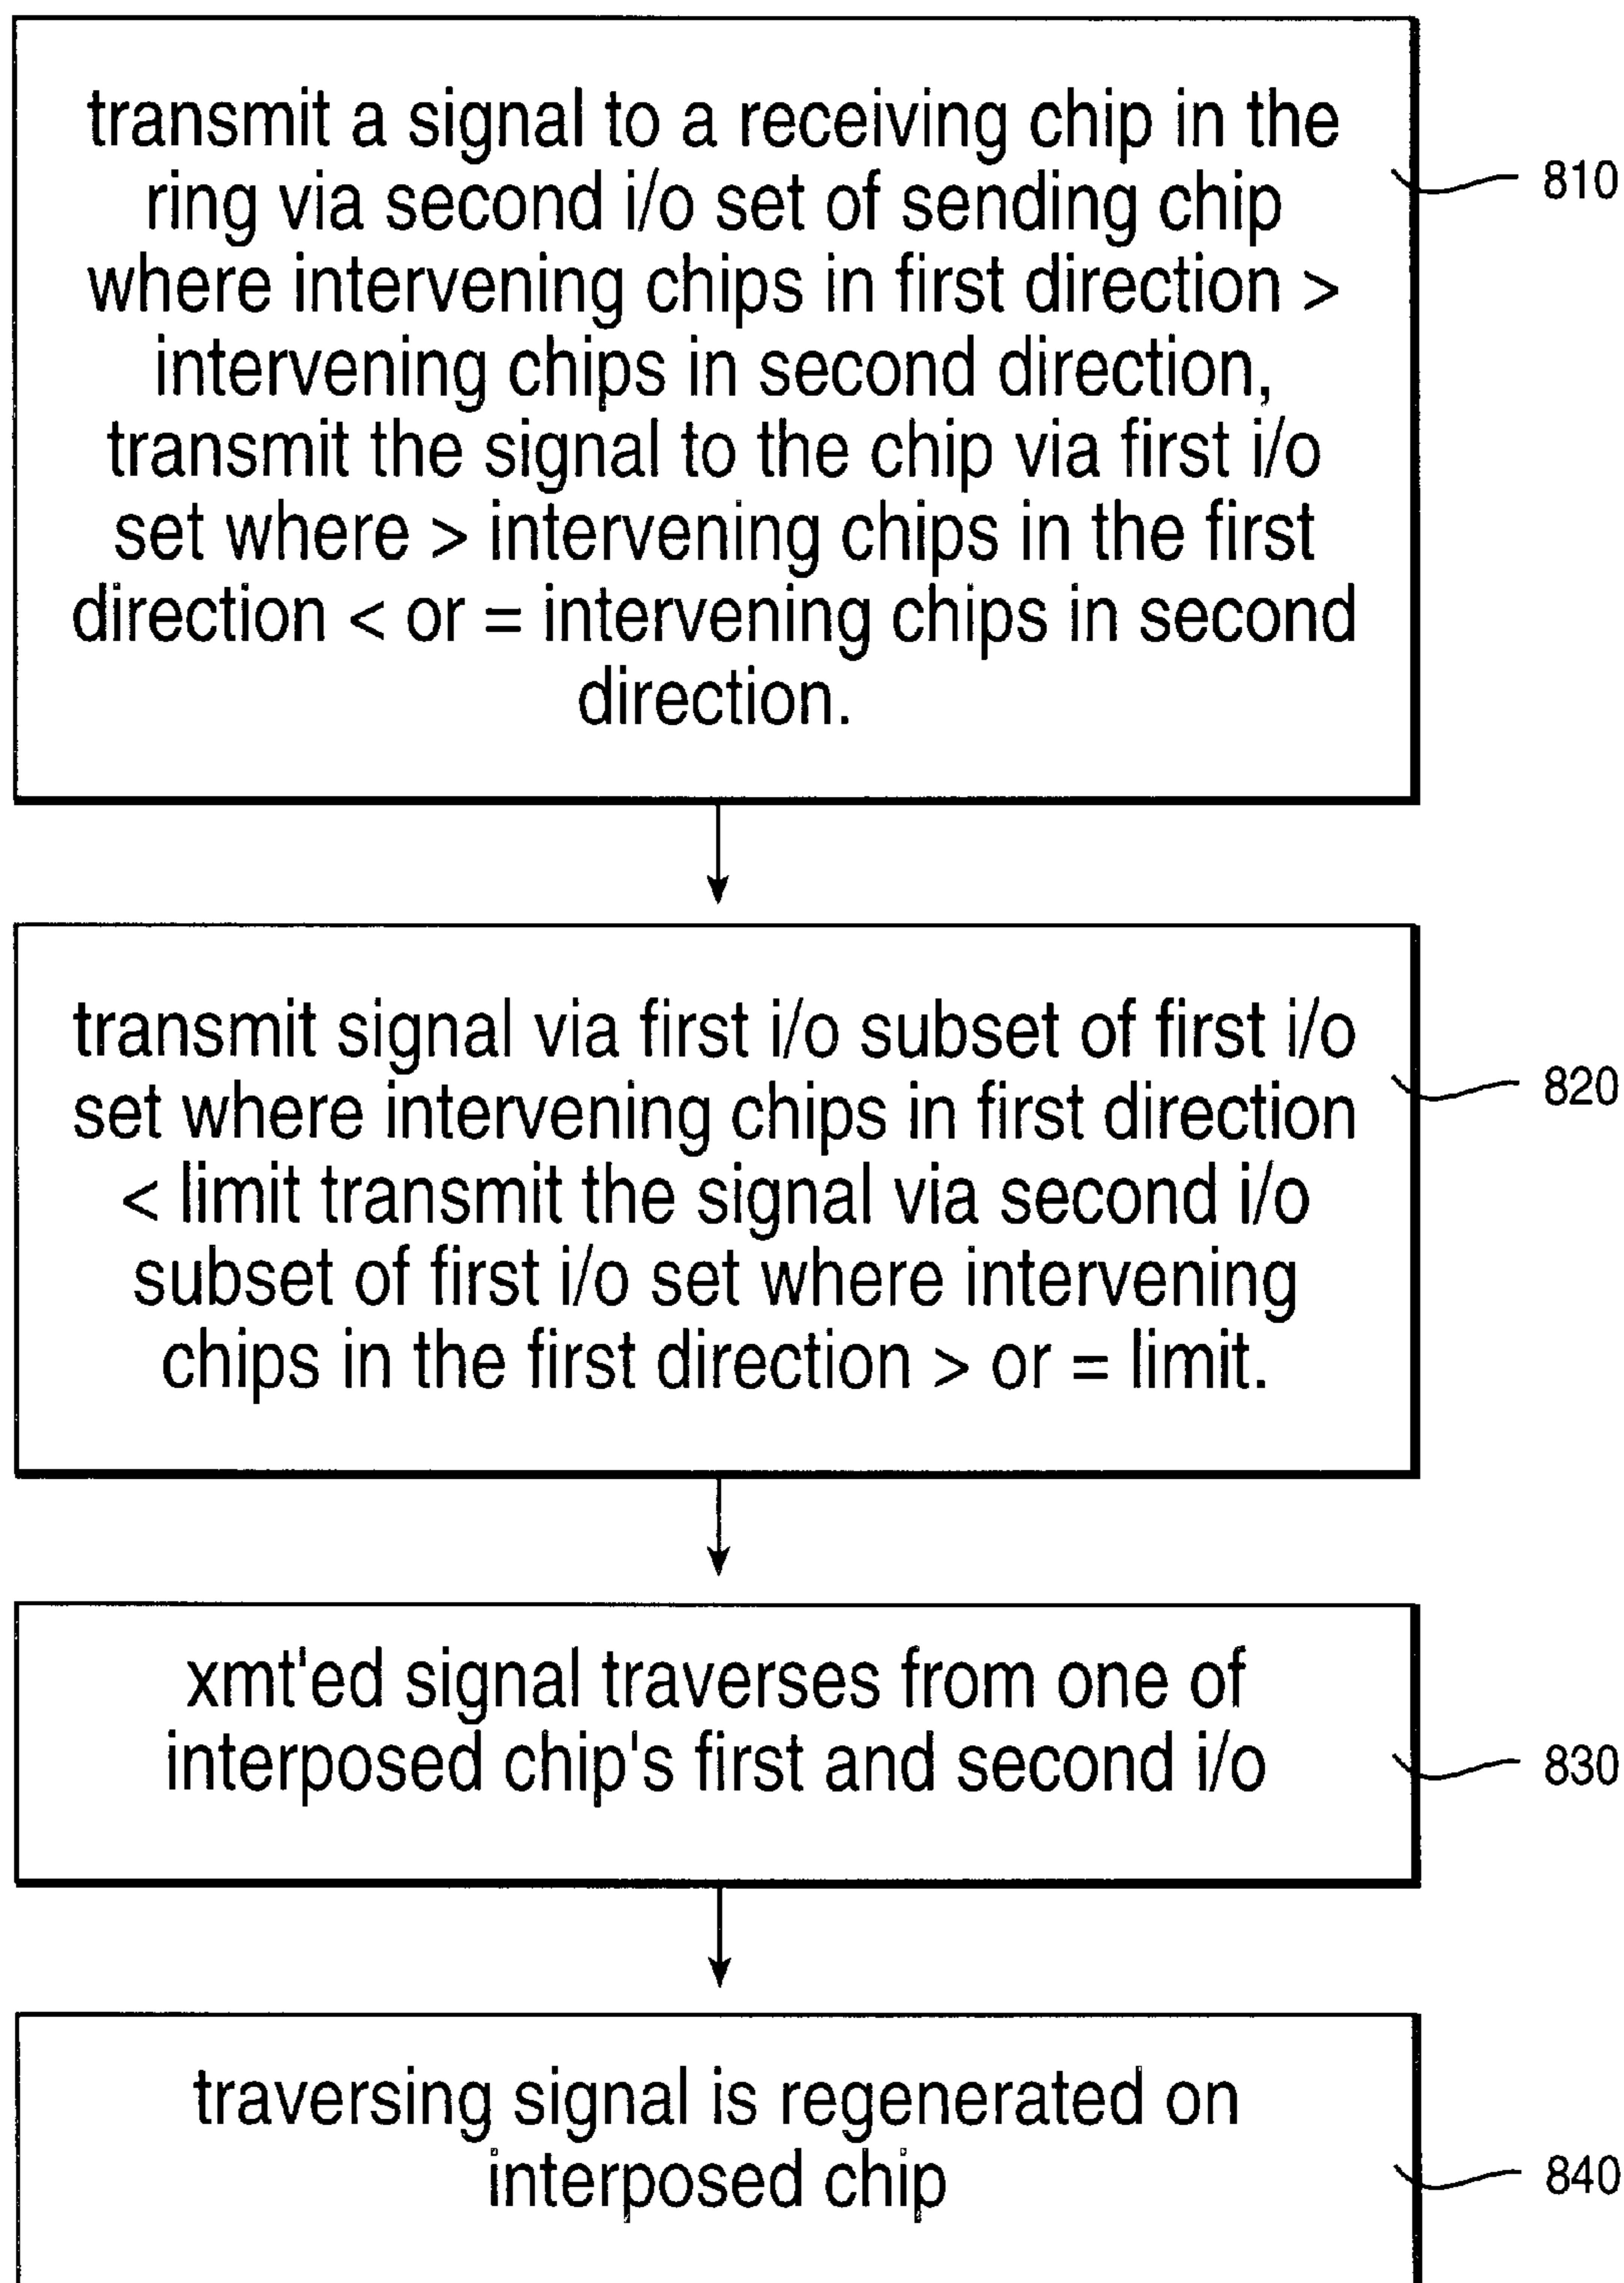 transmit a signal to a receiving chip in the
ring via second i/o set of sending chip
where intervening chips in first direction >
intervening chips in second direction,
transmit the signal to the chip via first i/o
set where > intervening chips in the first
direction < or = intervening chips in second
direction.
810
transmit signal via first i/o subset of first i/o
set where intervening chips in first direction
< limit transmit the signal via second i/o
subset of first i/o set where intervening
chips in the first direction > or = limit.
820
xmt'ed signal traverses from one of
interposed chip's first and second i/o
830
traversing signal is regenerated on
interposed chip
840